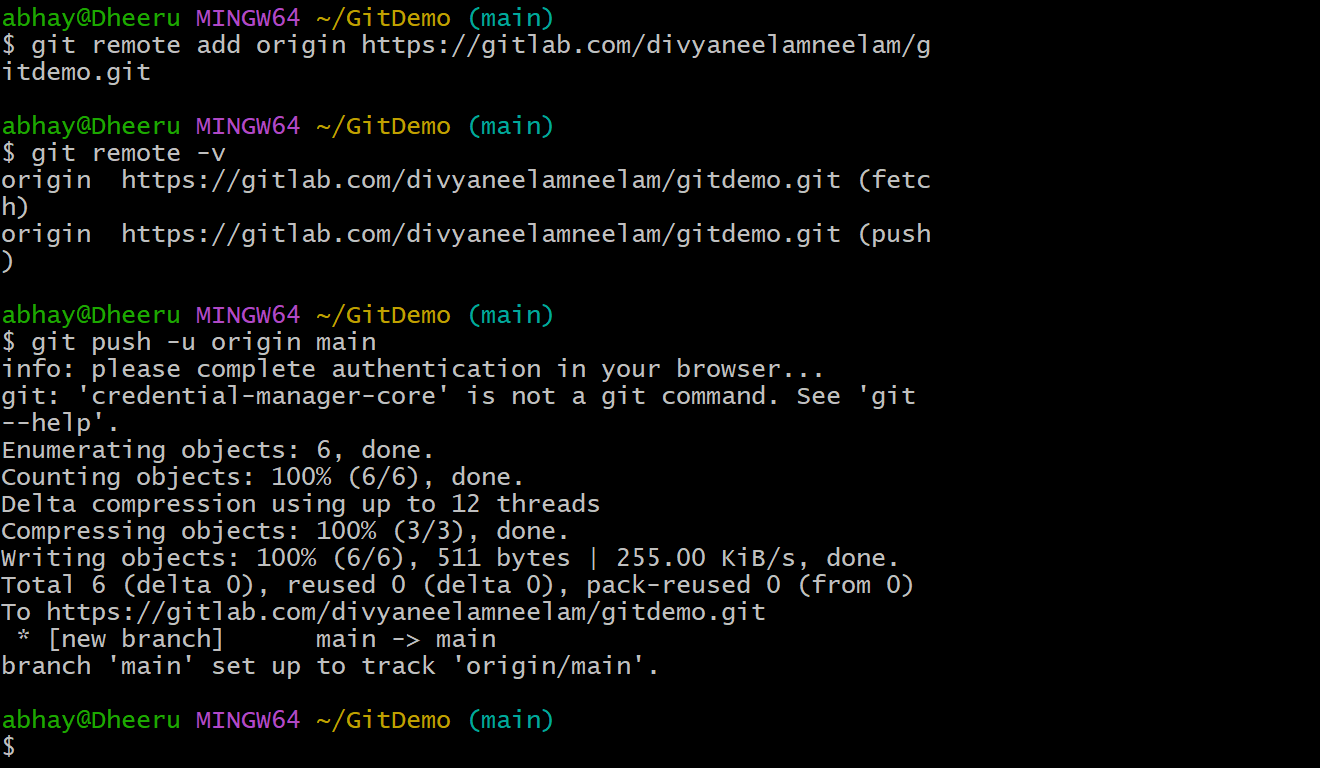 abhay@Dheeru MINGW64 ~/GitDemo (main)
$ git remote add origin https://gitlab.com/divyaneelamneelam/g
itdemo.git
abhay@Dheeru MINGW64 ~/GitDemo (main)
$ git remote -v
origin  https://gitlab.com/divyaneelamneelam/gitdemo.git (fetc
h)
origin  https://gitlab.com/divyaneelamneelam/gitdemo.git (push
)
abhay@Dheeru MINGW64 ~/GitDemo (main)
$ git push -u origin main
info: please complete authentication in your browser...
git: 'credential-manager-core' is not a git command. See 'git
--help'.
Enumerating objects: 6, done.
Counting objects: 100% (6/6), done.
Delta compression using up to 12 threads
Compressing objects: 100% (3/3), done.
Writing objects: 100% (6/6), 511 bytes | 255.00 KiB/s, done.
Total 6 (delta 0), reused 0 (delta 0), pack-reused 0 (from 0)
To https://gitlab.com/divyaneelamneelam/gitdemo.git
 * [new branch]      main -> main
branch 'main' set up to track 'origin/main'.
abhay@Dheeru MINGW64 ~/GitDemo (main)
$